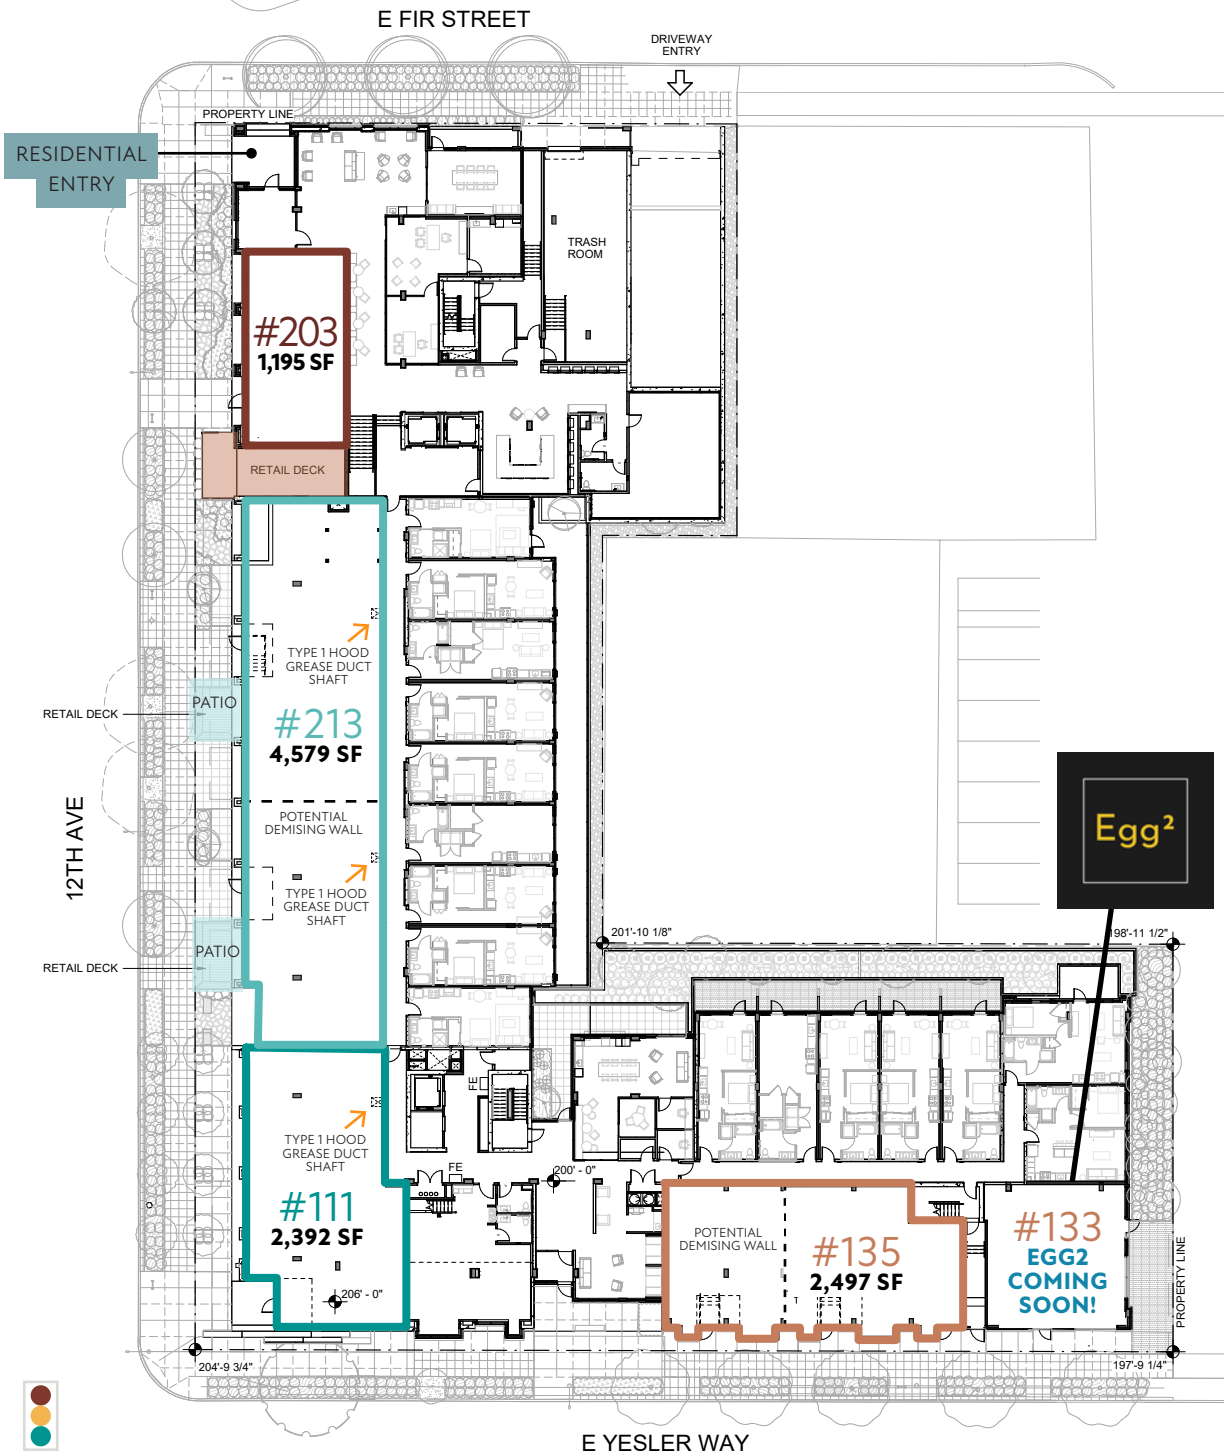 E FIR STREET
DRIVEWAY
ENTRY
PROPERTY LINE
RESIDENTIAL
ENTRY
TRASH
ROOM
#203
1,195 SF
RETAIL DECK
TYPE 1 HOOD
GREASE DUCT
SHAFT
PATIO
RETAIL DECK
#213
4,579 SF
POTENTIAL
DEMISING WALL
12TH AVE
Egg²
TYPE 1 HOOD
GREASE DUCT
SHAFT
PATIO
RETAIL DECK
201'-10 1/8"
198'-11 1/2"
FE
TYPE 1 HOOD
GREASE DUCT
SHAFT
FE
200' - 0"
#111
2,392 SF
206' - 0"
POTENTIAL
DEMISING WALL
#135
2,497 SF
#133
EGG2
COMING
SOON!
PROPERTY LINE
204'-9 3/4"
197'-9 1/4"
E YESLER WAY